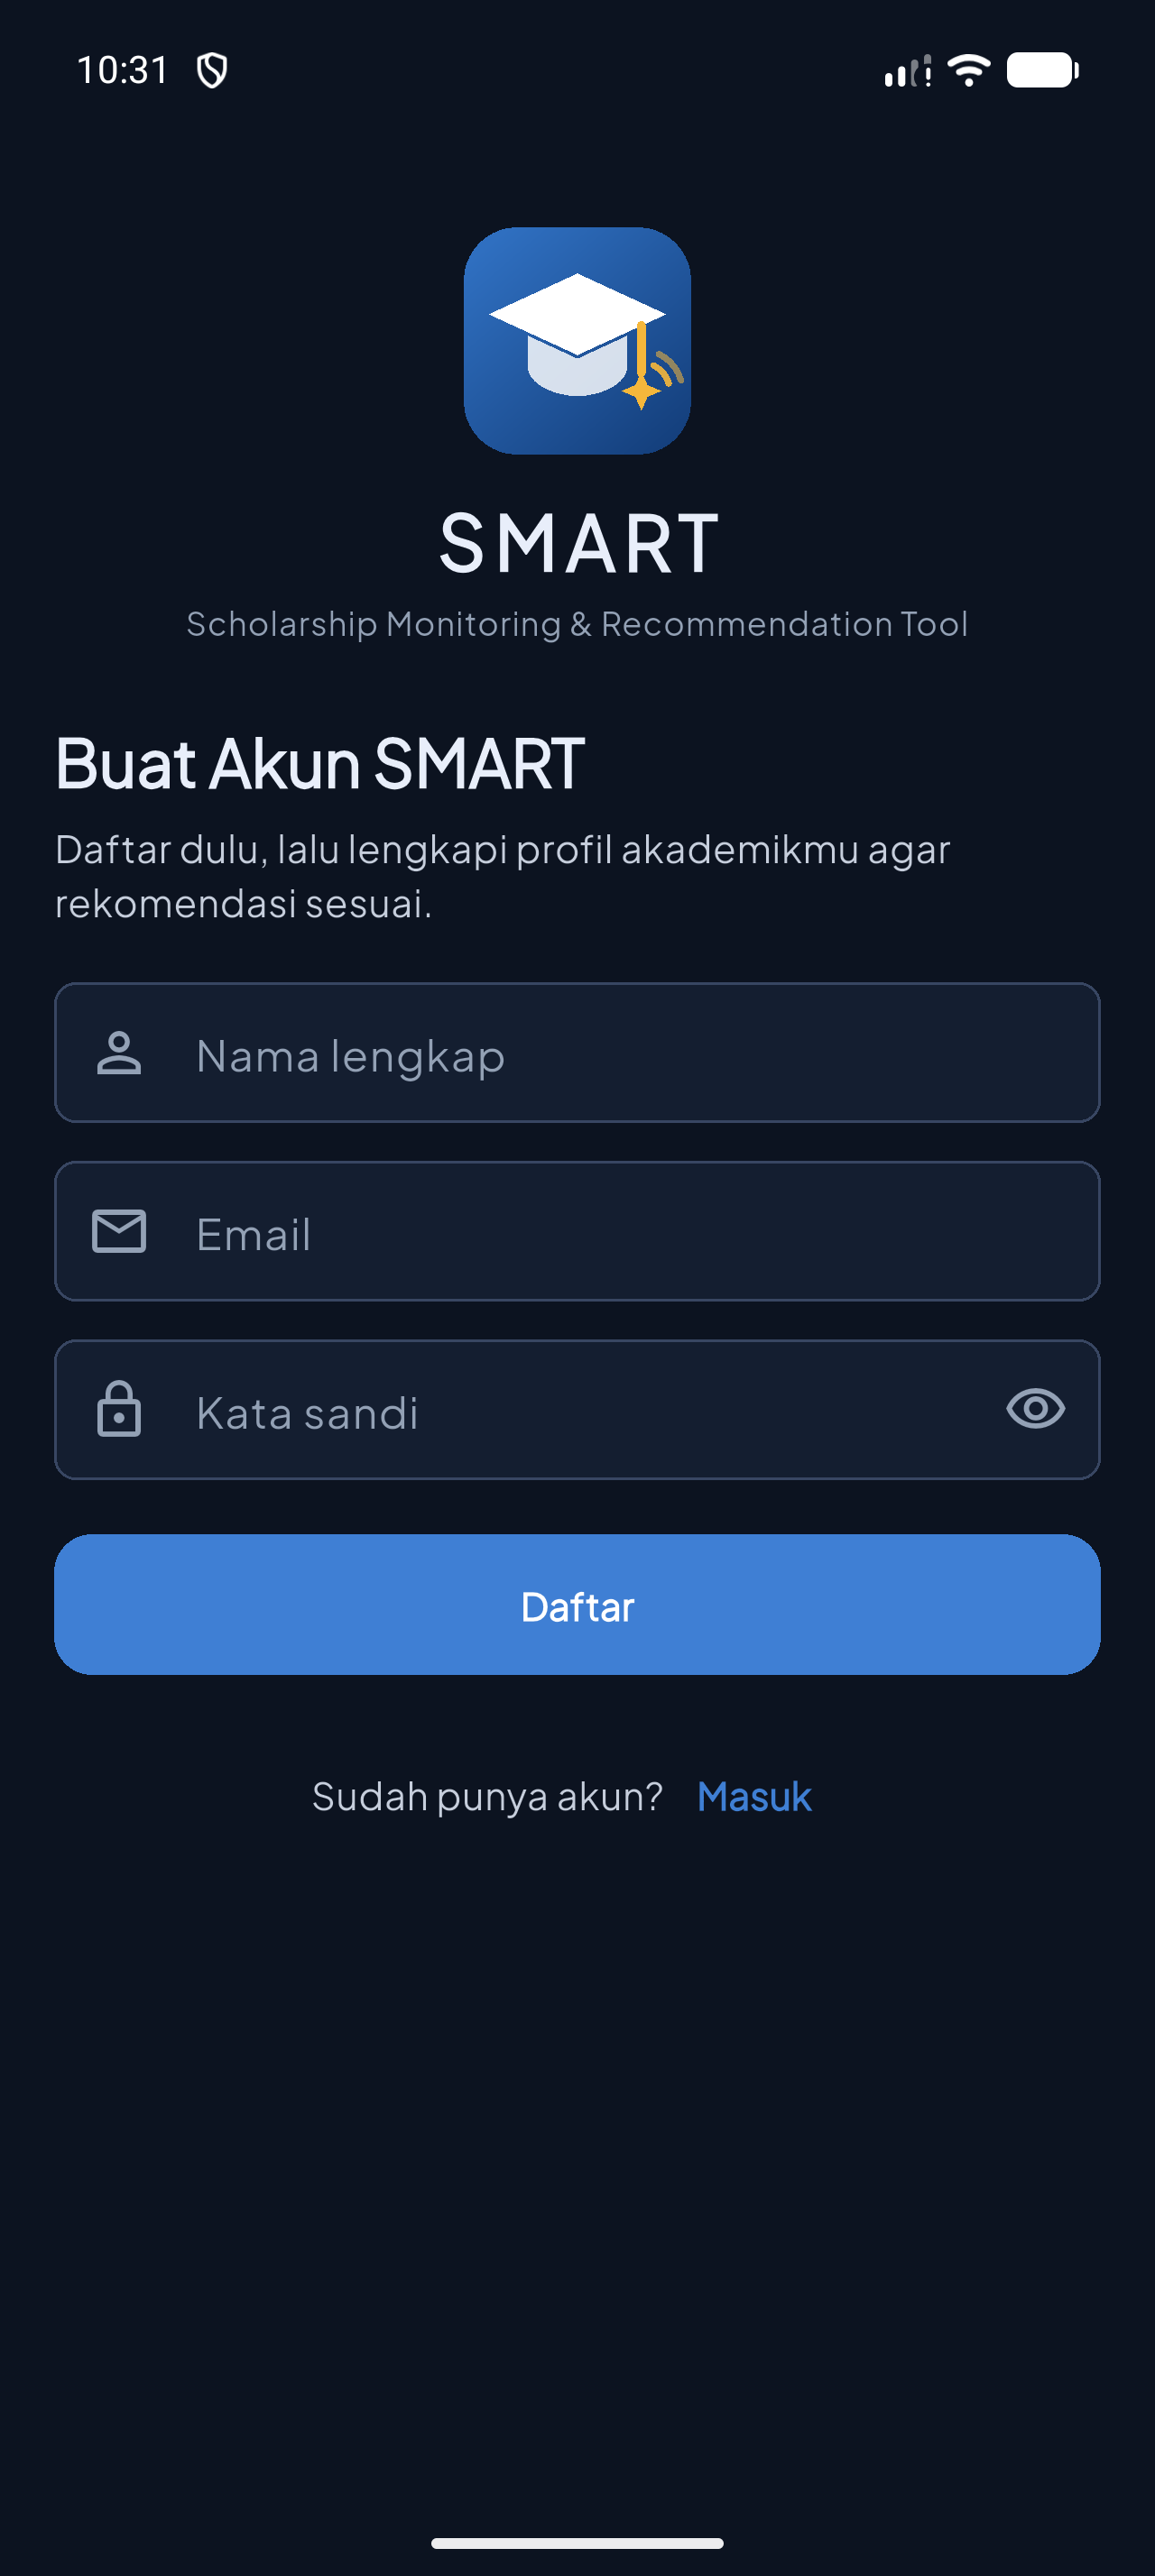 10:31
SMART
Scholarship Monitoring & Recommendation Tool
Buat Akun SMART
Daftar dulu, lalu lengkapi profil akademikmu agar
rekomendasi sesuai.
Nama lengkap
Email
Kata sandi
Daftar
Sudah punya akun? Masuk